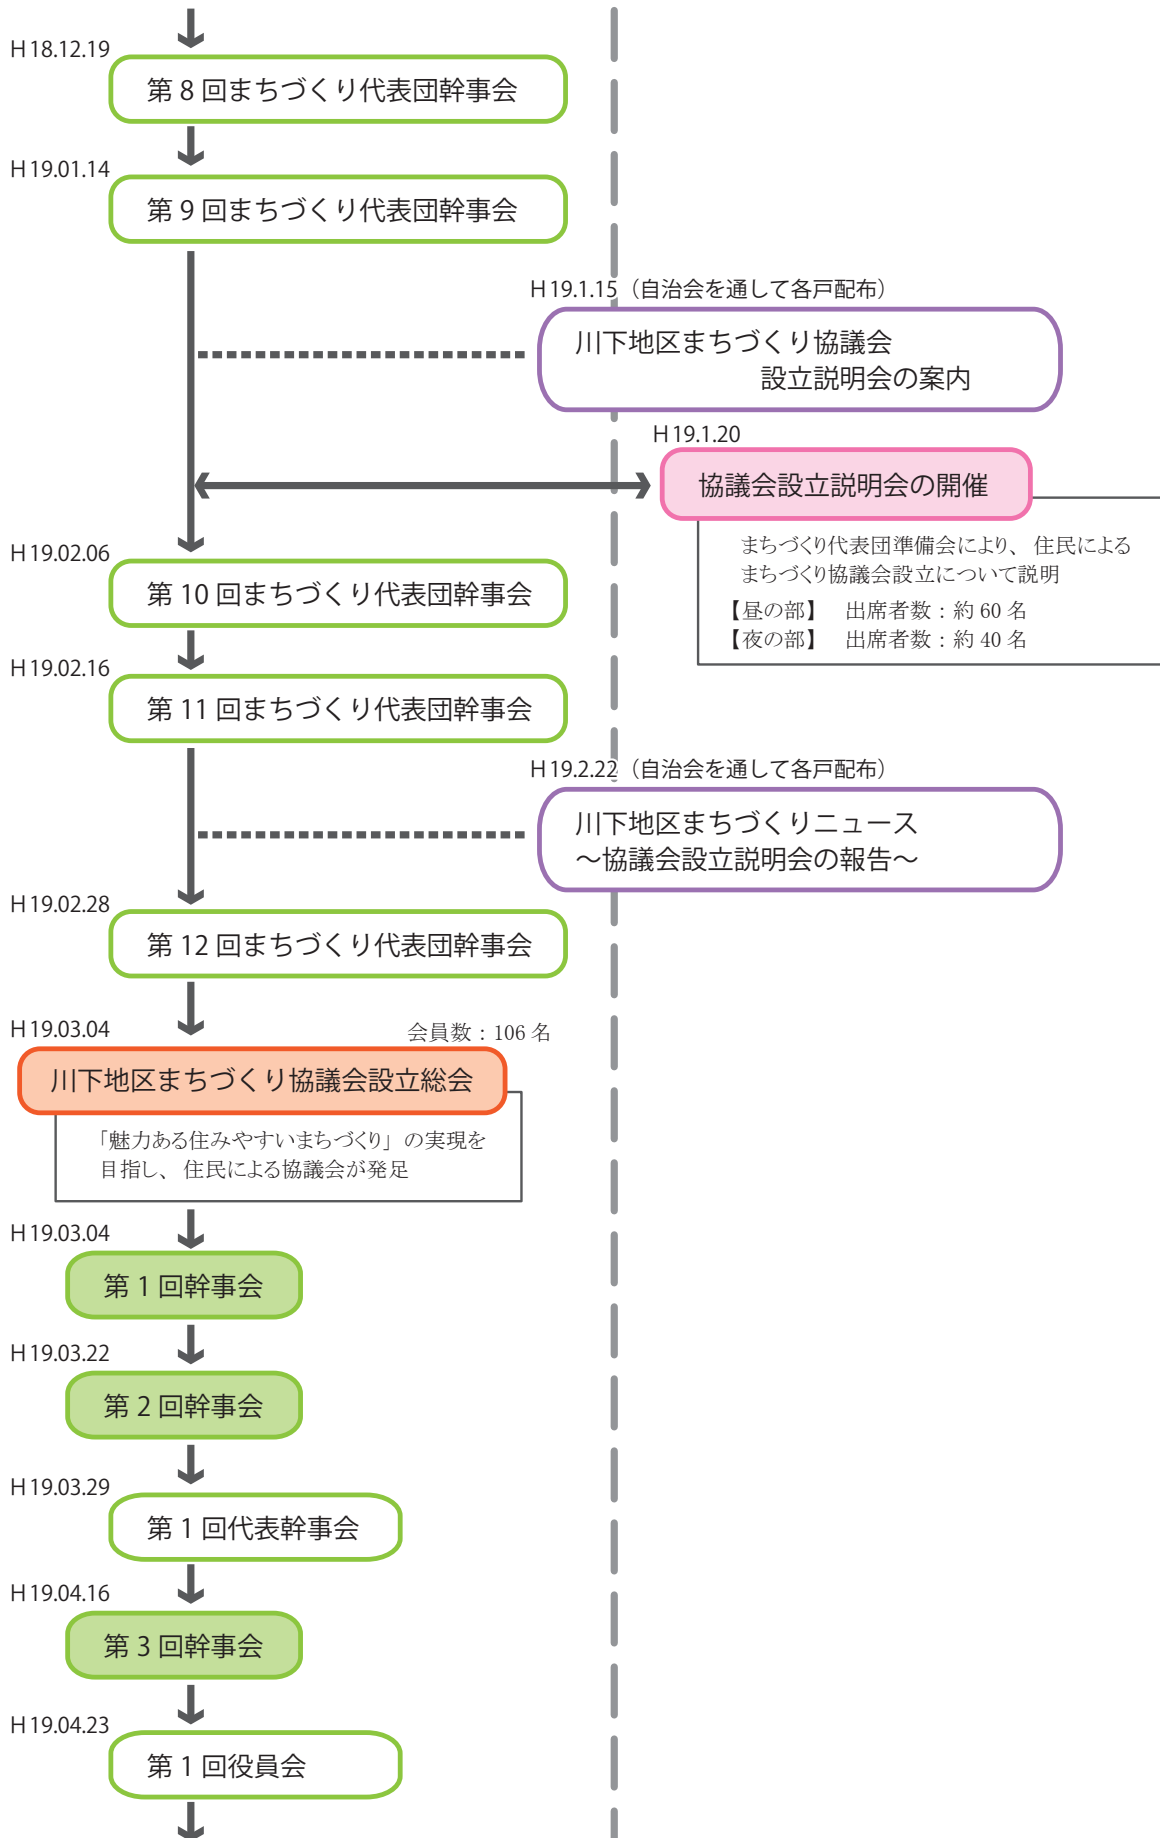 H18.12.19
第8回まちづくり代表団幹事会
H19.01.14
第9回まちづくり代表団幹事会
H19.1.15（自治会を通して各戸配布）
川下地区まちづくり協議会
設立説明会の案内
H19.1.20
協議会設立説明会の開催
まちづくり代表団準備会により、住民による
まちづくり協議会設立について説明
【昼の部】　出席者数：約60名
【夜の部】　出席者数：約40名
H19.02.06
第10回まちづくり代表団幹事会
H19.02.16
第11回まちづくり代表団幹事会
H19.2.22（自治会を通して各戸配布）
川下地区まちづくりニュース
～協議会設立説明会の報告～
H19.02.28
第12回まちづくり代表団幹事会
H19.03.04
会員数：106名
川下地区まちづくり協議会設立総会
「魅力ある住みやすいまちづくり」の実現を
目指し、住民による協議会が発足
H19.03.04
第1回幹事会
H19.03.22
第2回幹事会
H19.03.29
第1回代表幹事会
H19.04.16
第3回幹事会
H19.04.23
第1回役員会